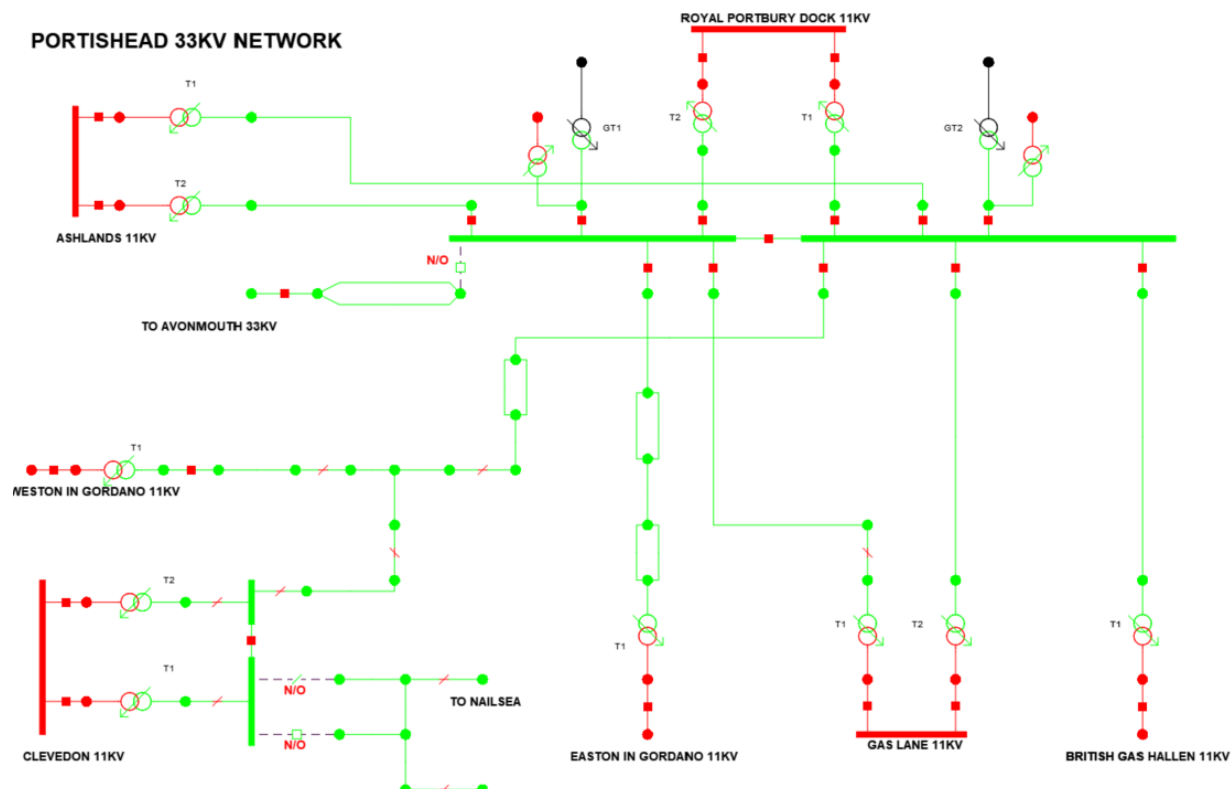 ROYAL PORTBURY DOCK 11KV
PORTISHEAD 33KV NETWORK
T1
GT1
T2
T1
GT2
T2
ASHLANDS 11KV
N/O
TO AVONMOUTH 33KV
T1
WESTON IN GORDANO 11KV
T2
T1
T2
T1
T1
T1
N/O
TO NAILSEA
N/O
CLEVEDON 11KV
EASTON IN GORDANO 11KV
GAS LANE 11KV
BRITISH GAS HALLEN 11KV